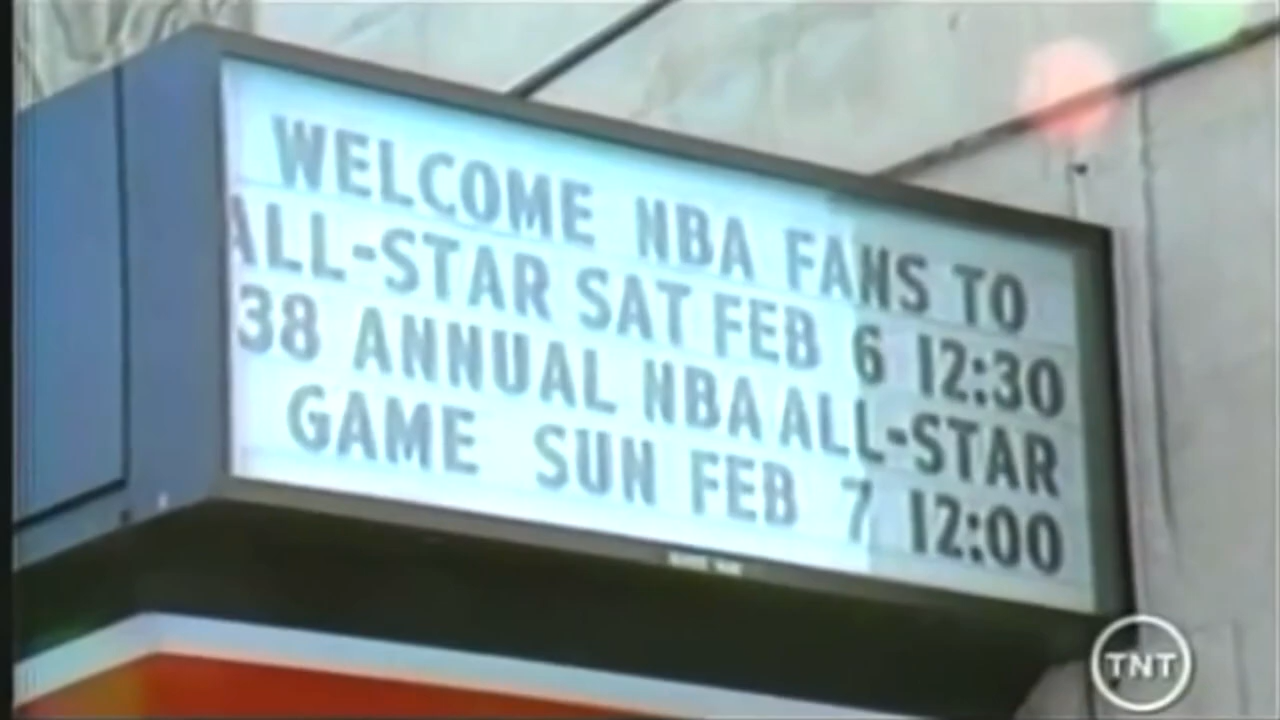 WELCOME NBA FANS TO
ALL-STAR SAT FEB 6 12:30
38 ANNUAL NBA ALL-STAR
GAME SUN FEB 7 12:00
TNT